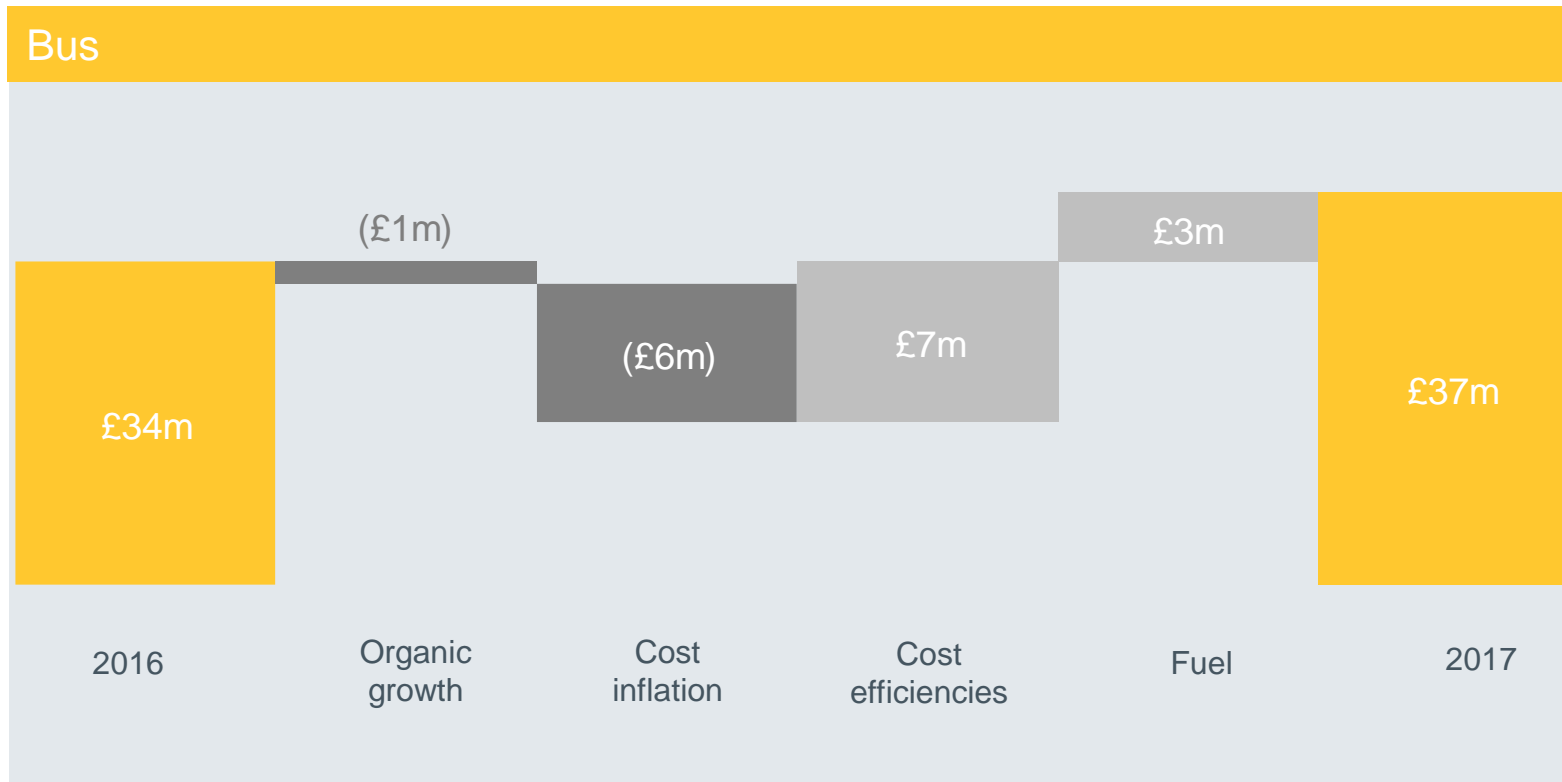 Bus
(£1m)
£3m
(£6m)
£7m
£37m
£34m
2016
Organic
growth
Cost
inflation
Cost
efficiencies
Fuel
2017